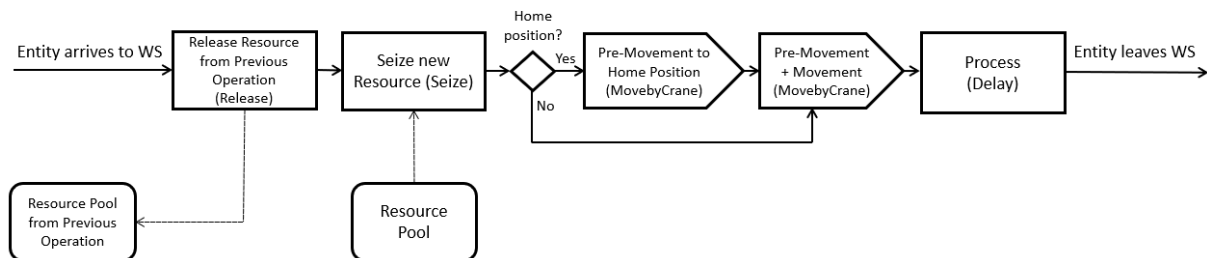 Entity arrives to WS
Release Resource
from Previous
Operation
(Release)
Seize new
Resource (Seize)
Home
position?
Yes
No
Pre-Movement to
Home Position
(MovebyCrane)
Pre-Movement
+ Movement
(MovebyCrane)
Process
(Delay)
Entity leaves WS
Resource Pool
from Previous
Operation
Resource
Pool